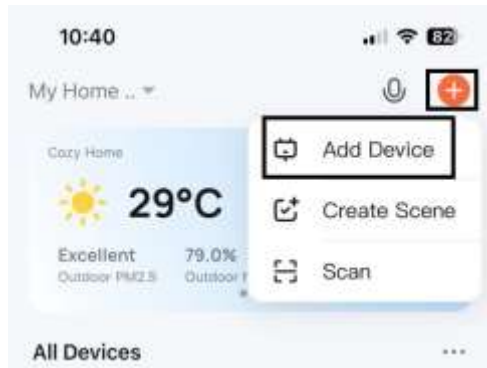 10:40
82
My Home .. ▾
Add Device
Cozy Home
29°C
Create Scene
Excellent 79.0%
Outdoor PM2.5 Outdoor
Scan
All Devices ...